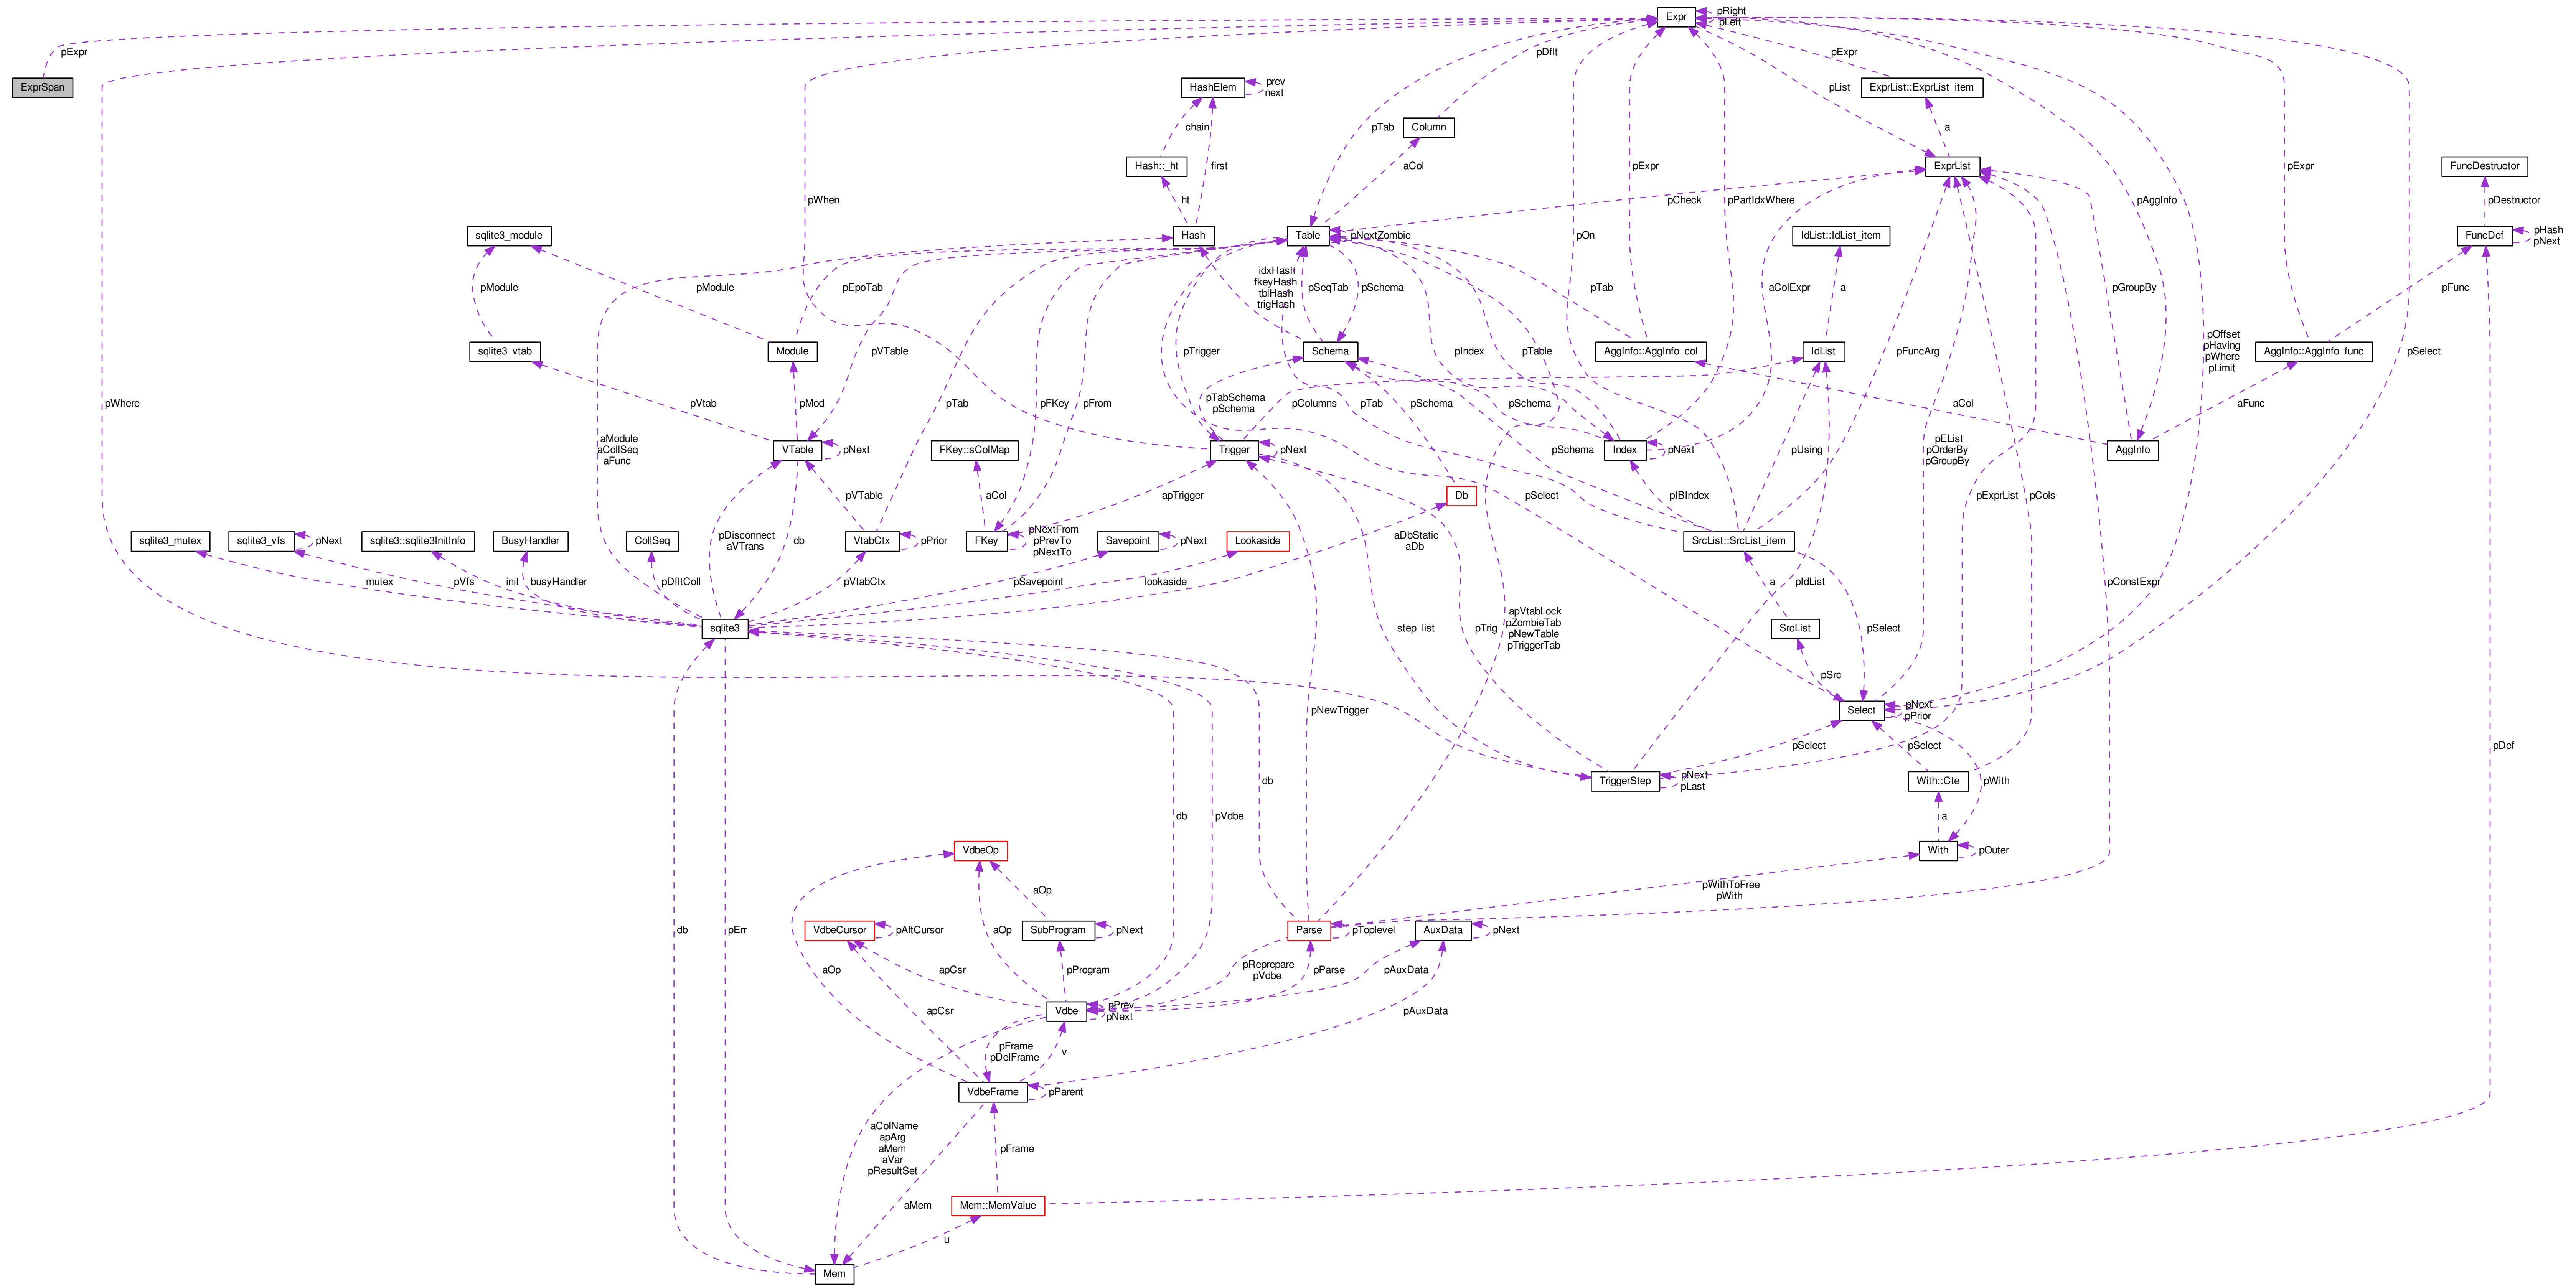 Expr
pRight
pLeft
pExpr
ExprSpan
pDflt
pExpr
HashElem
prev
next
pList
ExprList::ExprList_item
chain
first
pTab
Column
a
Hash::_ht
aCol
pExpr
ExprList
pExpr
FuncDestructor
ht
pWhen
pCheck
pPartIdxWhere
pAggInfo
pDestructor
sqlite3_module
Hash
Table
pNextZombie
pOn
IdList::IdList_item
FuncDef
pHash
pNext
pModule
pModule
pEpoTab
idxHash
fkeyHash
tblHash
trigHash
pSeqTab
pSchema
pTab
aColExpr
a
pGroupBy
pFunc
sqlite3_vtab
Module
pVTable
pTrigger
Schema
pIndex
pTable
AggInfo::AggInfo_col
IdList
pFuncArg
pOffset
pHaving
pWhere
pLimit
AggInfo::AggInfo_func
pSelect
pWhere
pVtab
pMod
pTab
pFKey
pFrom
pTabSchema
pSchema
pColumns
pTab
pSchema
pSchema
aCol
aFunc
aModule
aCollSeq
aFunc
VTable
pNext
FKey::sColMap
Trigger
pNext
Index
pNext
pSchema
pUsing
pEList
pOrderBy
pGroupBy
AggInfo
pVTable
aCol
apTrigger
Db
pSelect
pIBIndex
pExprList
pCols
sqlite3_mutex
sqlite3_vfs
pNext
sqlite3::sqlite3InitInfo
BusyHandler
CollSeq
pDisconnect
aVTrans
db
VtabCtx
pPrior
FKey
pNextFrom
pPrevTo
pNextTo
Savepoint
pNext
Lookaside
aDbStatic
aDb
SrcList::SrcList_item
mutex
pVfs
init
busyHandler
pDfltColl
pVtabCtx
pSavepoint
lookaside
a
pIdList
pConstExpr
sqlite3
step_list
pTrig
apVtabLock
pZombieTab
pNewTable
pTriggerTab
SrcList
pSelect
pSrc
pNewTrigger
Select
pNext
pPrior
pSelect
pSelect
pDef
db
TriggerStep
pNext
pLast
With::Cte
pWith
db
pVdbe
a
VdbeOp
With
pOuter
aOp
pWithToFree
pWith
db
pErr
VdbeCursor
pAltCursor
aOp
SubProgram
pNext
Parse
pToplevel
AuxData
pNext
aOp
apCsr
pProgram
pReprepare
pVdbe
pParse
pAuxData
apCsr
Vdbe
pPrev
pNext
pAuxData
pFrame
pDelFrame
v
VdbeFrame
pParent
aColName
apArg
aMem
aVar
pResultSet
pFrame
aMem
Mem::MemValue
u
Mem